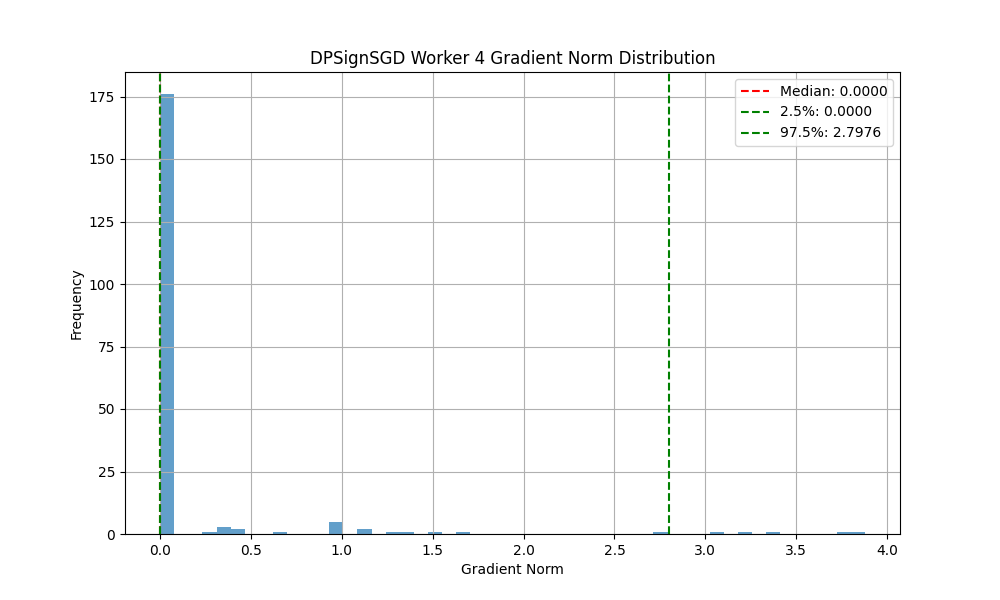 DPSignSGD Worker 4 Gradient Norm Distribution
Median: 0.0000
2.5%: 0.0000
97.5%: 2.7976
Frequency
175
150
125
100
75
50
25
0
0.0 0.5 1.0 1.5 2.0 2.5 3.0 3.5 4.0
Gradient Norm